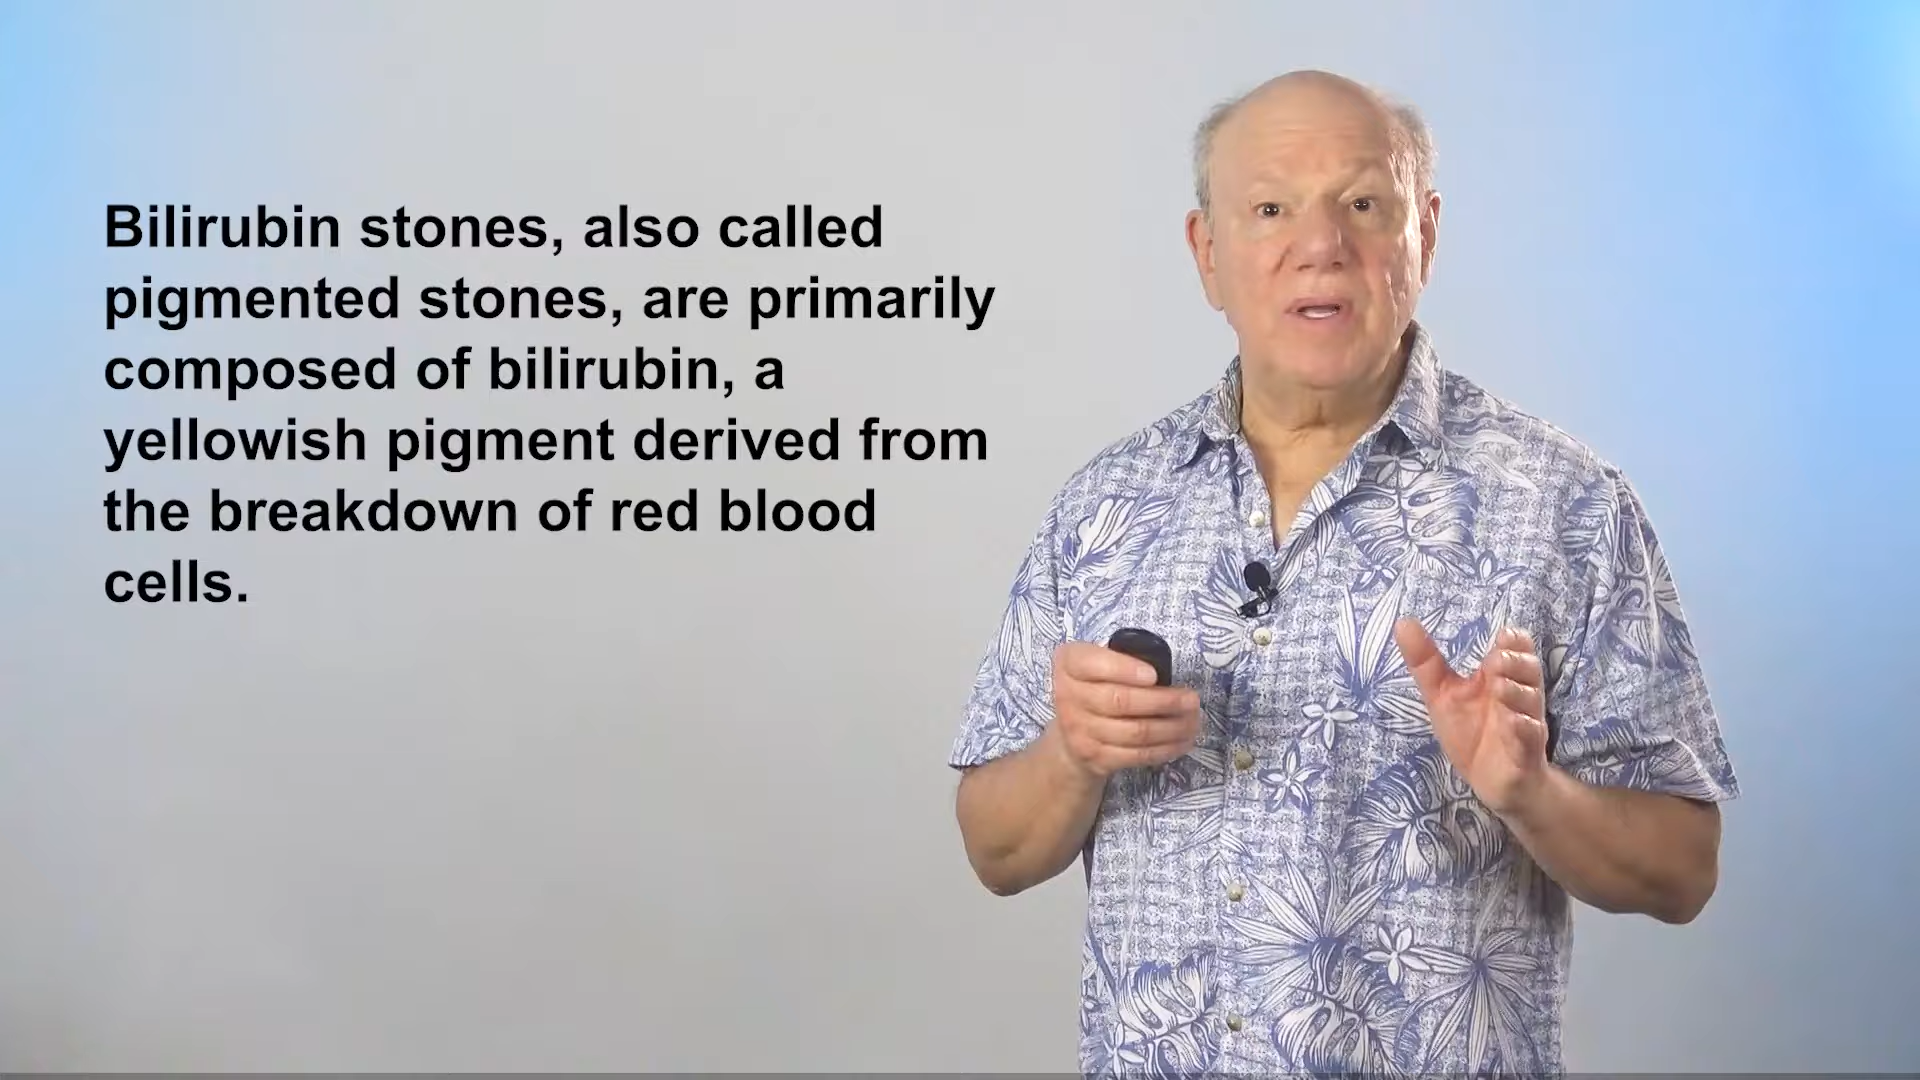 Bilirubin stones, also called
pigmented stones, are primarily
composed of bilirubin, a
yellowish pigment derived from
the breakdown of red blood
cells.